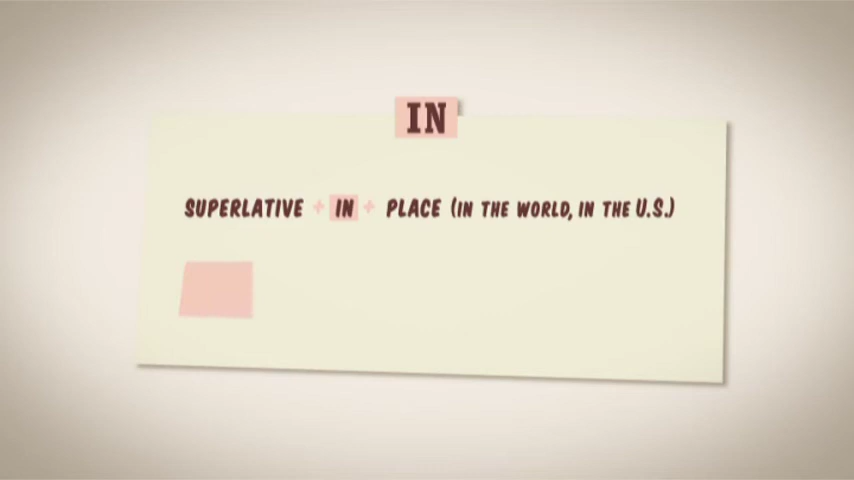 IN
SUPERLATIVE + IN + PLACE (IN THE WORLD, IN THE U.S.)